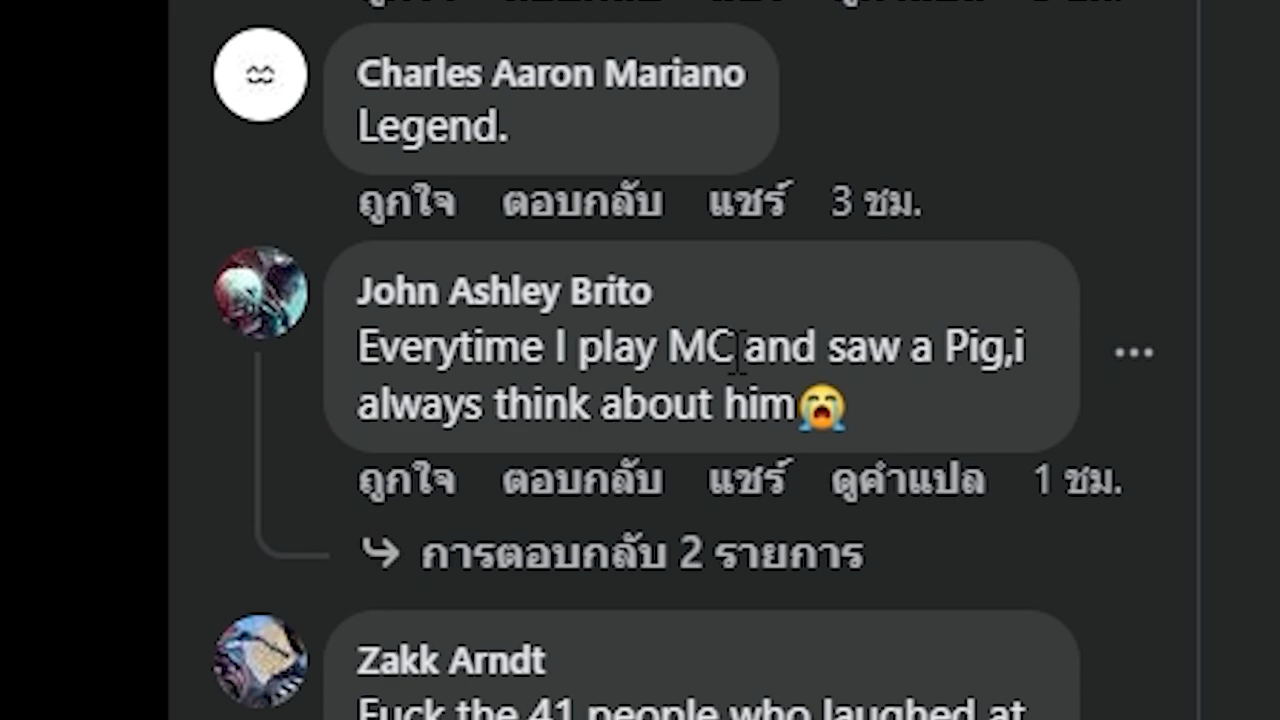 Charles Aaron Mariano
Legend.
ถูกใจ ตอบกลับ แชร์ 3 ชม.
John Ashley Brito
Everytime I play MC and saw a Pig,i
always think about him😭
ถูกใจ ตอบกลับ แชร์ ดูคำแปล 1 ชม.
การตอบกลับ 2 รายการ
Zakk Arndt
Fuck the 41 people who laughed at